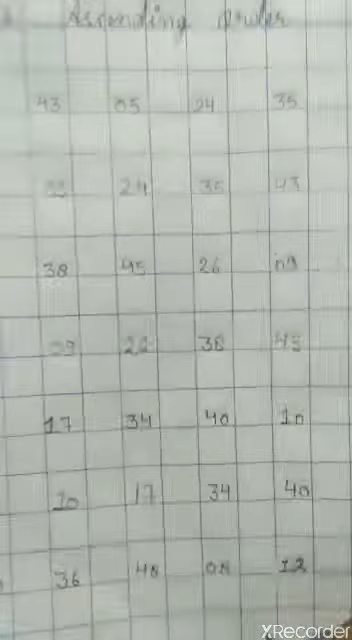 Ascending order
43 05 24 35
24 35 43
38 45 26 09
09 38 45
17 34 40 10
10 17 34 40
36 48 08 12
XRecorder